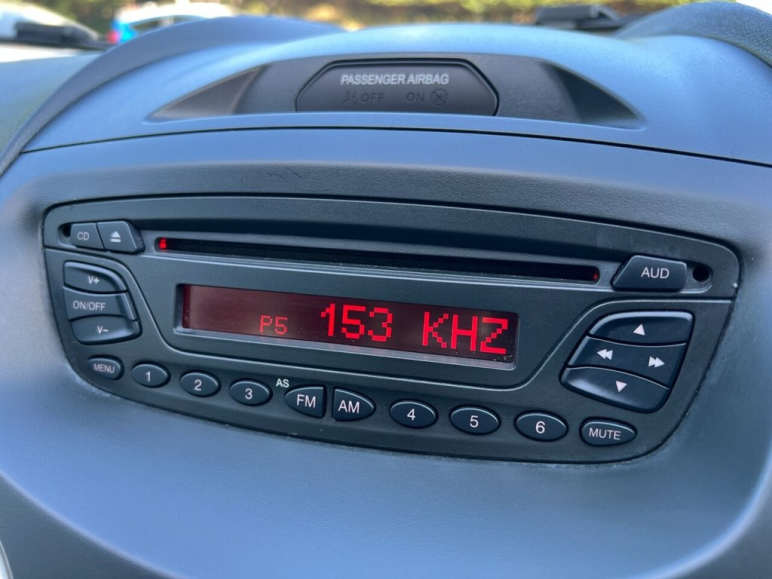 PASSENGER AIRBAG
OFF ON
CD
AUD
V+
ON/OFF
V-
P5 153 KHZ
MENU 1 2 3 AS FM AM 4 5 6 MUTE